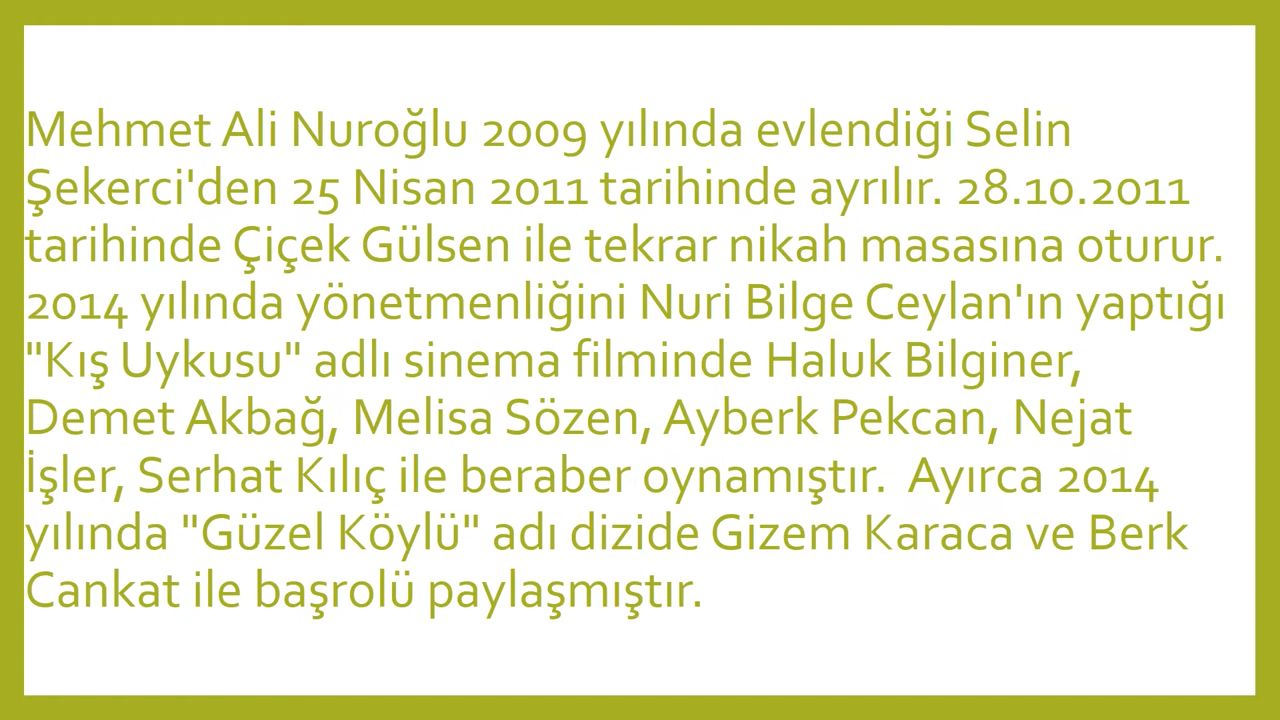 Mehmet Ali Nuroğlu 2009 yılında evlendiği Selin
Şekerci'den 25 Nisan 2011 tarihinde ayrılır. 28.10.2011
tarihinde Çiçek Gülsen ile tekrar nikah masasına oturur.
2014 yılında yönetmenliğini Nuri Bilge Ceylan'ın yaptığı
"Kış Uykusu" adlı sinema filminde Haluk Bilginer,
Demet Akbağ, Melisa Sözen, Ayberk Pekcan, Nejat
İşler, Serhat Kılıç ile beraber oynamıştır.  Ayırca 2014
yılında "Güzel Köylü" adı dizide Gizem Karaca ve Berk
Cankat ile başrolü paylaşmıştır.